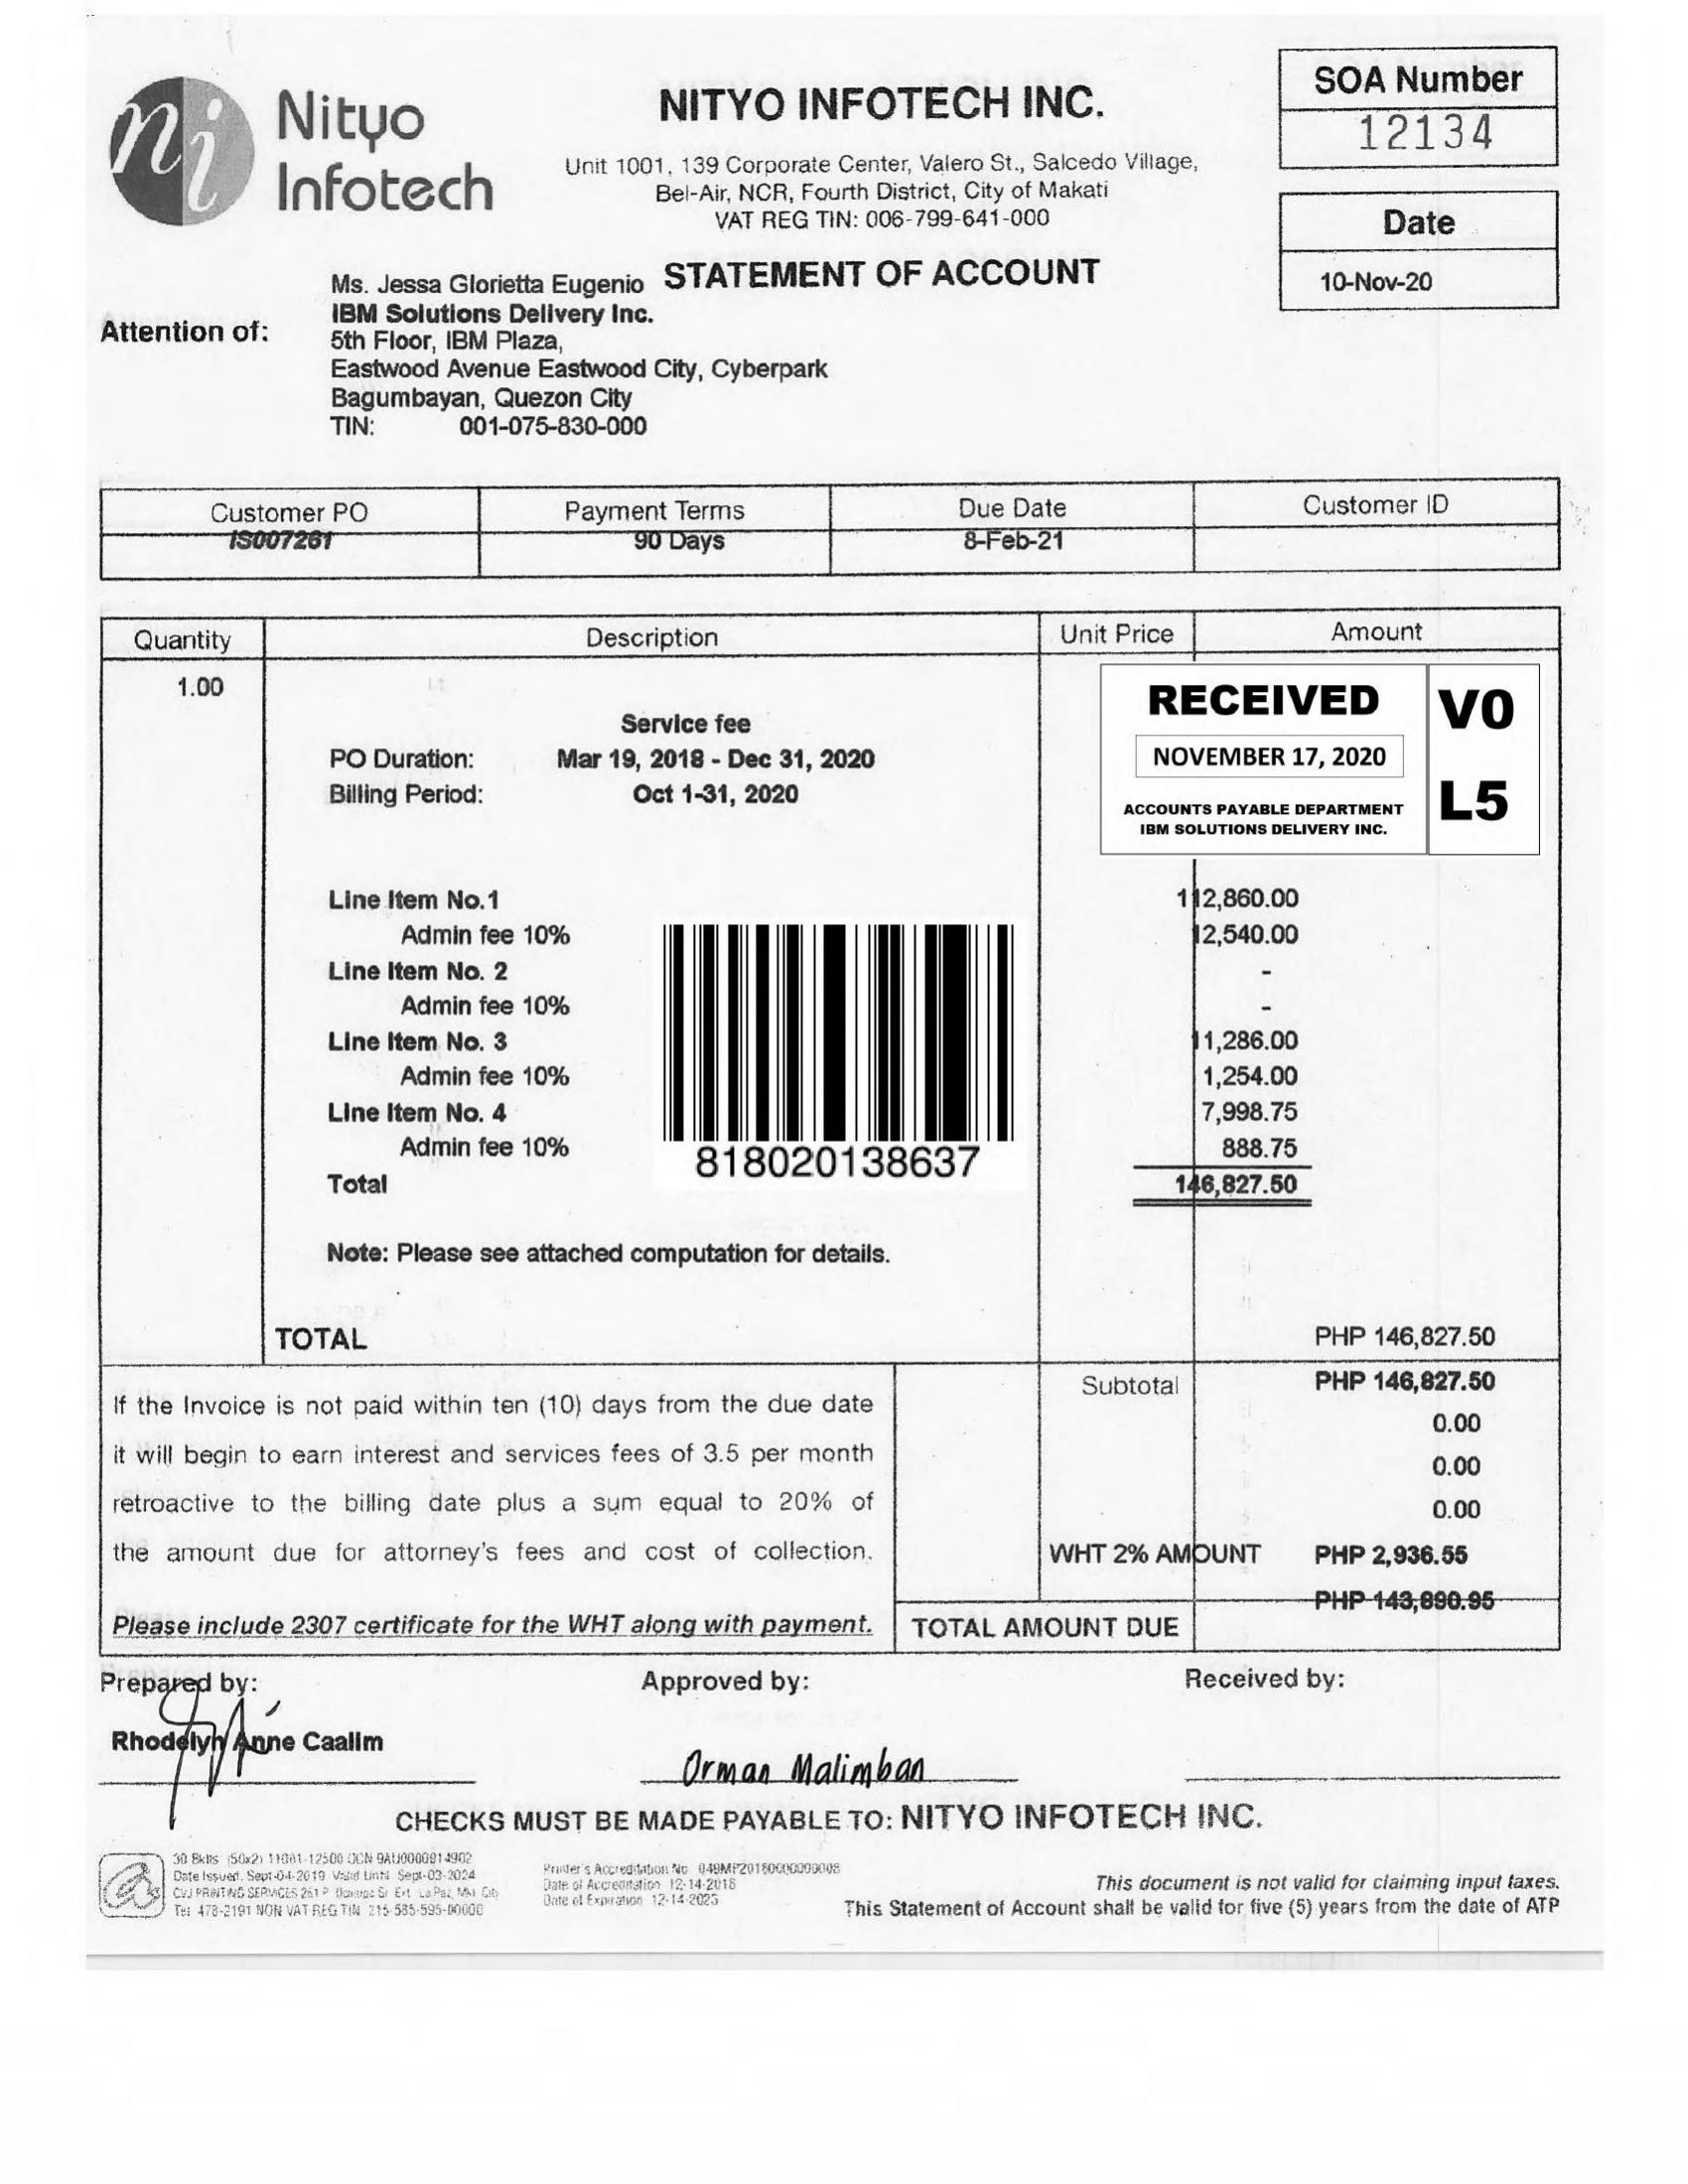 Nityo
Infotech
NITYO INFOTECH INC.
Unit 1001, 139 Corporate Center, Valero St., Salcedo Village,
Bel-Air, NCR, Fourth District, City of Makati
VAT REG TIN: 006-799-641-000
SOA Number
12134
Date
10-Nov-20
STATEMENT OF ACCOUNT
Attention of:
Ms. Jessa Glorietta Eugenio
IBM Solutions Delivery Inc.
5th Floor, IBM Plaza,
Eastwood Avenue Eastwood City, Cyberpark
Bagumbayan, Quezon City
TIN: 001-075-830-000
Customer PO Payment Terms Due Date Customer ID
IS007261 90 Days 8-Feb-21
Quantity Description Unit Price Amount
1.00
RECEIVED
NOVEMBER 17, 2020
ACCOUNTS PAYABLE DEPARTMENT
IBM SOLUTIONS DELIVERY INC.
V0
L5
Service fee
PO Duration: Mar 19, 2018 - Dec 31, 2020
Billing Period: Oct 1-31, 2020
Line Item No.1 112,860.00
Admin fee 10% 12,540.00
Line Item No. 2 -
Admin fee 10% -
Line Item No. 3 11,286.00
Admin fee 10% 1,254.00
Line Item No. 4 7,998.75
Admin fee 10% 888.75
818020138637
Total 146,827.50
Note: Please see attached computation for details.
TOTAL PHP 146,827.50
Subtotal PHP 146,827.50
0.00
0.00
0.00
WHT 2% AMOUNT PHP 2,936.55
TOTAL AMOUNT DUE PHP 143,890.95
If the Invoice is not paid within ten (10) days from the due date
it will begin to earn interest and services fees of 3.5 per month
retroactive to the billing date plus a sum equal to 20% of
the amount due for attorney's fees and cost of collection.
Please include 2307 certificate for the WHT along with payment.
Prepared by: Approved by: Received by:
Rhodelyn Anne Caalim
Orman Malimban
CHECKS MUST BE MADE PAYABLE TO: NITYO INFOTECH INC.
30 Bklts (50x2) 11001-12500 OCN 9AU0000914902
Date Issued. Sept-04-2019 Valid Until Sept-03-2024
CVJ PRINTING SERVICES 261 P St Ext La Paz, Mkt City
Tel 478-2191 NON VAT REG TIN 215-585-595-00000
Printer's Accreditation No
Date of Accreditation 12-14-2018
Date of Expiration 12-14-2023
This document is not valid for claiming input taxes.
This Statement of Account shall be valid for five (5) years from the date of ATP